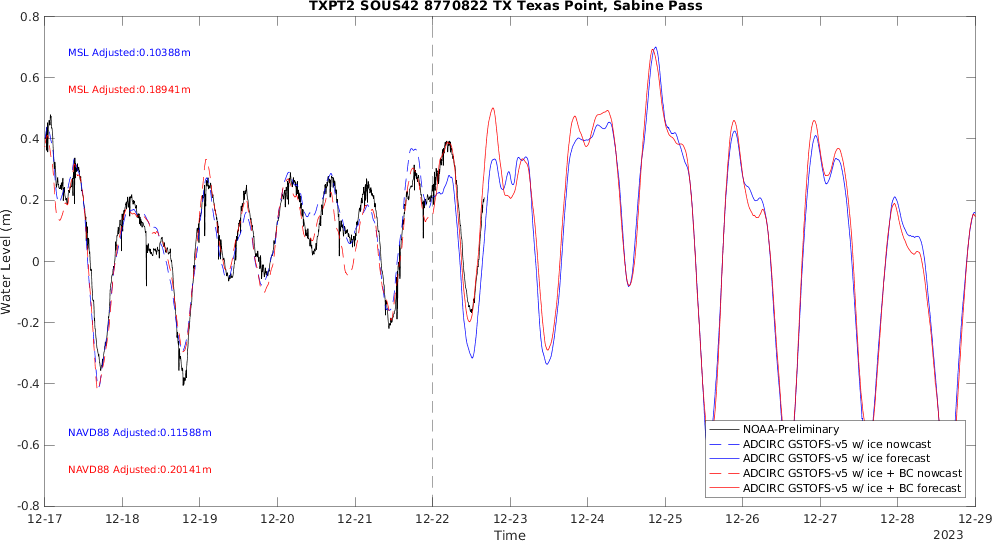 TXPT2 SOUS42 8770822 TX Texas Point, Sabine Pass
0.8
0.6
0.4
0.2
0
-0.2
-0.4
-0.6
-0.8
Water Level (m)
MSL Adjusted:0.10388m
MSL Adjusted:0.18941m
NAVD88 Adjusted:0.11588m
NAVD88 Adjusted:0.20141m
NOAA-Preliminary
ADCIRC GSTOFS-v5 w/ ice nowcast
ADCIRC GSTOFS-v5 w/ ice forecast
ADCIRC GSTOFS-v5 w/ ice + BC nowcast
ADCIRC GSTOFS-v5 w/ ice + BC forecast
12-17 12-18 12-19 12-20 12-21 12-22 12-23 12-24 12-25 12-26 12-27 12-28 12-29
Time
2023